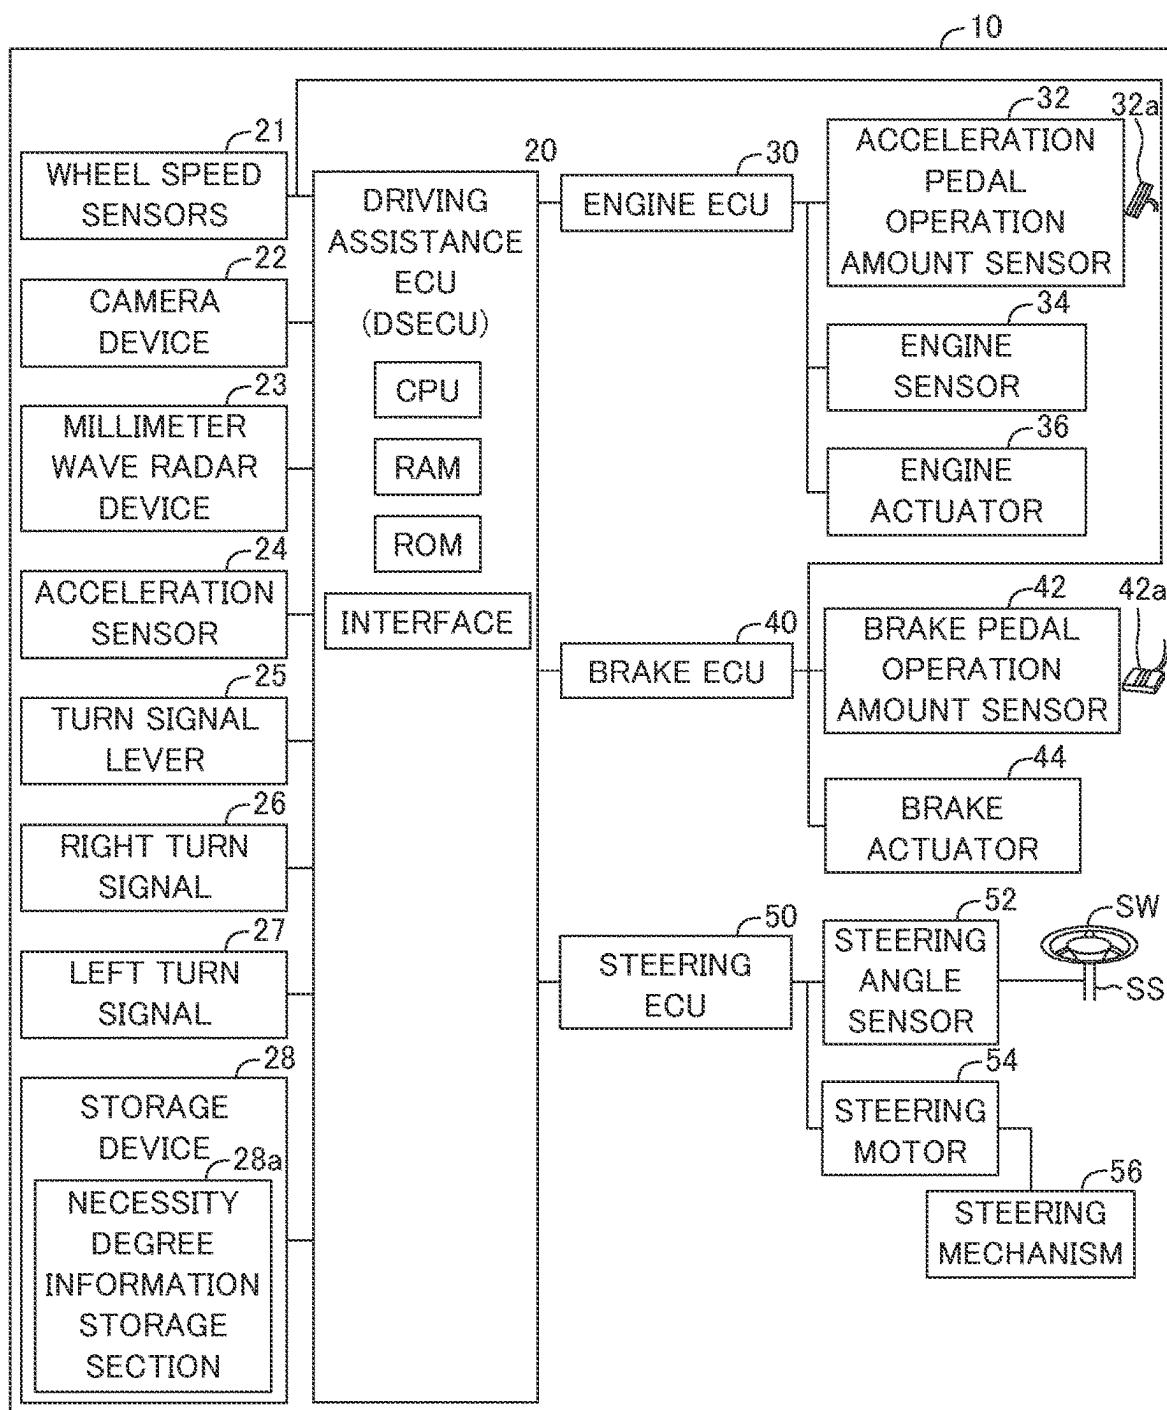 10
21
WHEEL SPEED
SENSORS
22
CAMERA
DEVICE
23
MILLIMETER
WAVE RADAR
DEVICE
24
ACCELERATION
SENSOR
25
TURN SIGNAL
LEVER
26
RIGHT TURN
SIGNAL
27
LEFT TURN
SIGNAL
28
STORAGE
DEVICE
28a
NECESSITY
DEGREE
INFORMATION
STORAGE
SECTION
20
DRIVING
ASSISTANCE
ECU
(DSECU)
CPU
RAM
ROM
INTERFACE
30
ENGINE ECU
32
32a
ACCELERATION
PEDAL
OPERATION
AMOUNT SENSOR
34
ENGINE
SENSOR
36
ENGINE
ACTUATOR
40
BRAKE ECU
42
42a
BRAKE PEDAL
OPERATION
AMOUNT SENSOR
44
BRAKE
ACTUATOR
50
STEERING
ECU
52
STEERING
ANGLE
SENSOR
SW
SS
54
STEERING
MOTOR
56
STEERING
MECHANISM